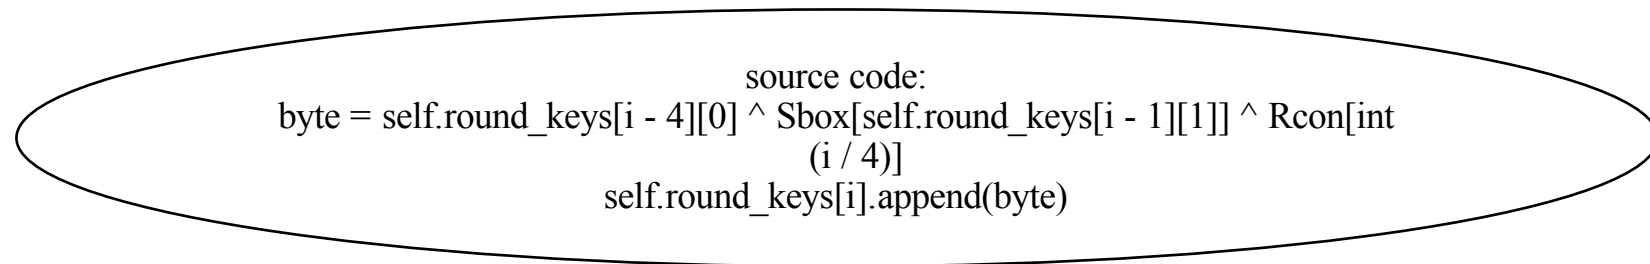 source code:
byte = self.round_keys[i - 4][0] ^ Sbox[self.round_keys[i - 1][1]] ^ Rcon[int
(i / 4)]
self.round_keys[i].append(byte)